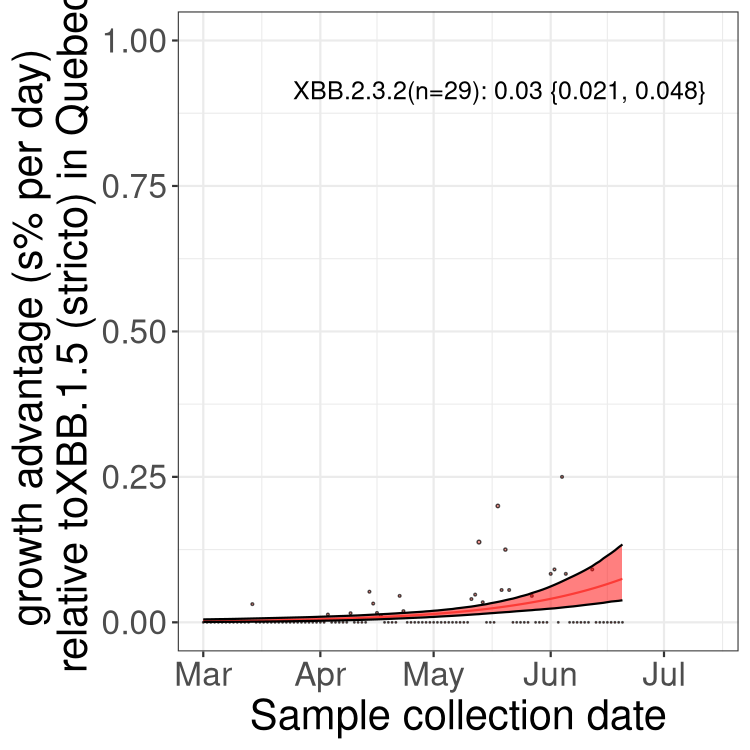 growth advantage (s% per day)
relative toXBB.1.5 (stricto) in Quebec
1.00
0.75
0.50
0.25
0.00
XBB.2.3.2(n=29): 0.03 {0.021, 0.048}
Mar Apr May Jun Jul
Sample collection date